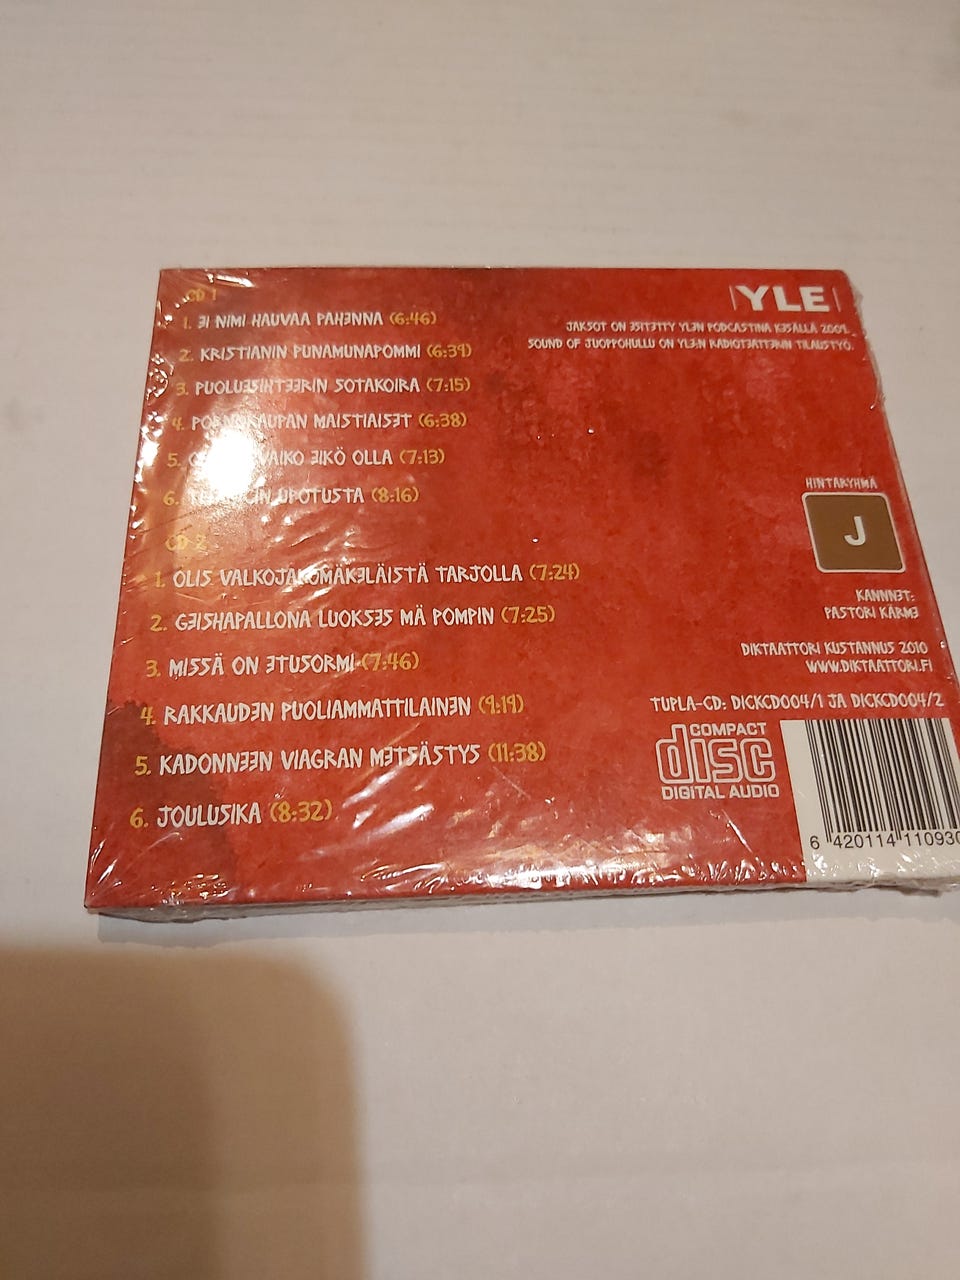 CD 1
1. EI NIMI HAUVAA PAHENNA (6:46)
2. KRISTIANIN PUNAMUNAPOMMI (6:39)
3. PUOLUESIHTEERIN SOTAKOIRA (7:15)
4. MAISTIAISET (6:38)
5. EIKÖ OLLA (7:13)
6. UPOTUSTA (8:16)
CD 2
1. OLIS VALKOJAKOMÄKELÄISTÄ TARJOLLA (7:24)
2. GEISHAPALLONA LUOKSES MÄ POMPIN (7:25)
3. MISSÄ ON ETUSORMI (7:46)
4. RAKKAUDEN PUOLIAMMATTILAINEN (9:19)
5. KADONNEEN VIAGRAN METSÄSTYS (11:38)
6. JOULUSIKA (8:32)
YLE
JAKSOT ON ESITETTY YLEN PODCASTINA KESÄLLÄ 2009.
SOUND OF JUOPPOHULLU ON YLE:N RADIOTEATTERIN TILAUSTYÖ.
HINTARYHMÄ
J
KANNNET:
PASTORI KÄRME
DIKTAATTORI KUSTANNUS 2010
WWW.DIKTAATTORI.FI
TUPLA-CD: DICKCD004/1 JA DICKCD004/2
COMPACT
disc
DIGITAL AUDIO
6 420114 110930